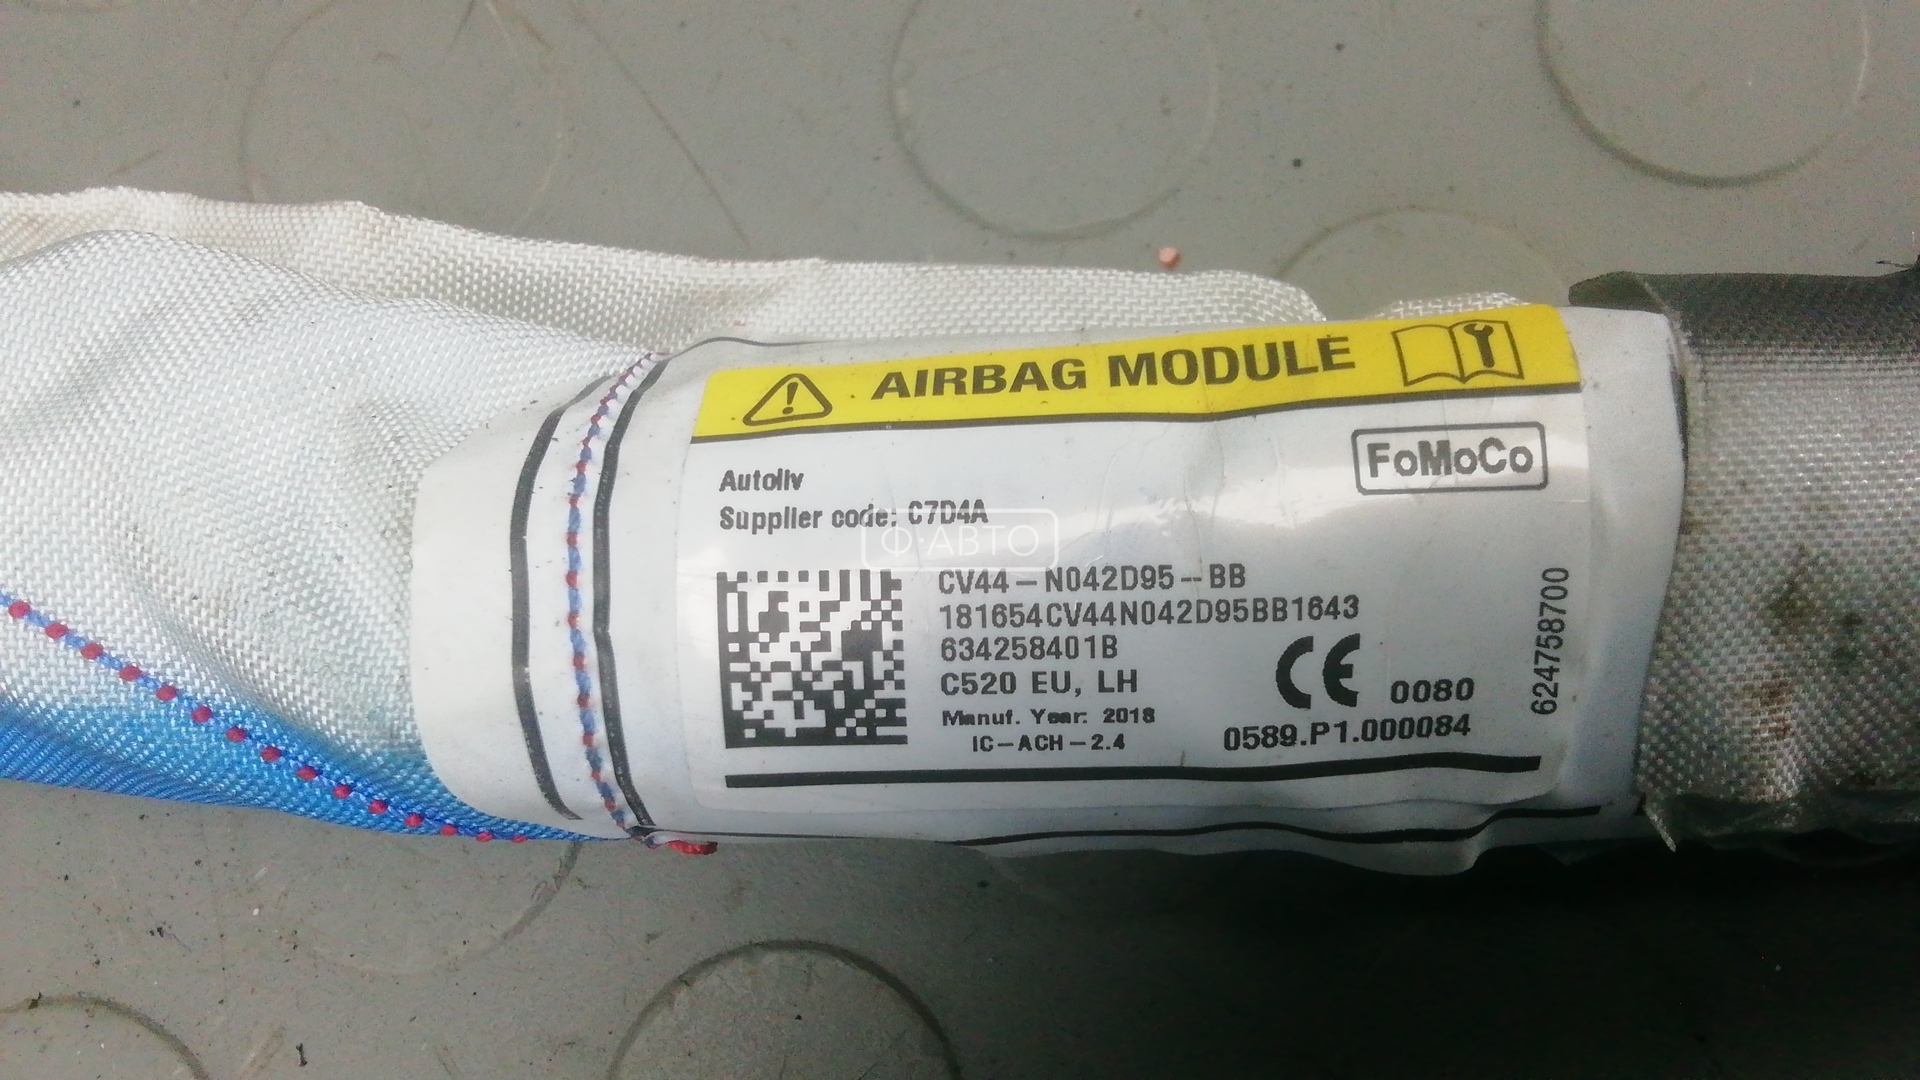 AIRBAG MODULE
FoMoCo
Autoliv
Supplier code: C7D4A
Ф·АВТО
CV44-N042D95--BB
181654CV44N042D95BB1643
634258401B
C520 EU, LH
Manuf. Year: 2018
IC-ACH-2.4
CE 0080
0589.P1.000084
624758700